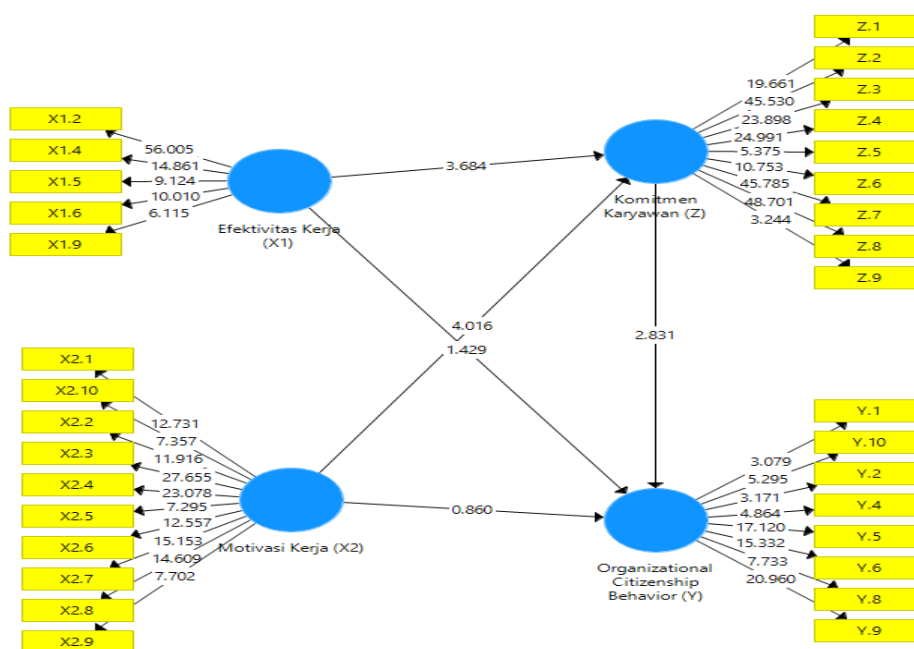 Z.1
Z.2
Z.3
Z.4
Z.5
Z.6
Z.7
Z.8
Z.9
19.661
45.530
23.898
24.991
5.375
10.753
45.785
48.701
3.244
Komitmen
Karyawan (Z)
X1.2
X1.4
X1.5
X1.6
X1.9
56.005
14.861
9.124
10.010
6.115
Efektivitas Kerja
(X1)
3.684
4.016
1.429
2.831
0.860
X2.1
X2.10
X2.2
X2.3
X2.4
X2.5
X2.6
X2.7
X2.8
X2.9
12.731
7.357
11.916
27.655
23.078
7.295
12.557
15.153
14.609
7.702
Motivasi Kerja (X2)
Y.1
Y.10
Y.2
Y.4
Y.5
Y.6
Y.8
Y.9
3.079
5.295
3.171
4.864
17.120
15.332
7.733
20.960
Organizational
Citizenship
Behavior (Y)